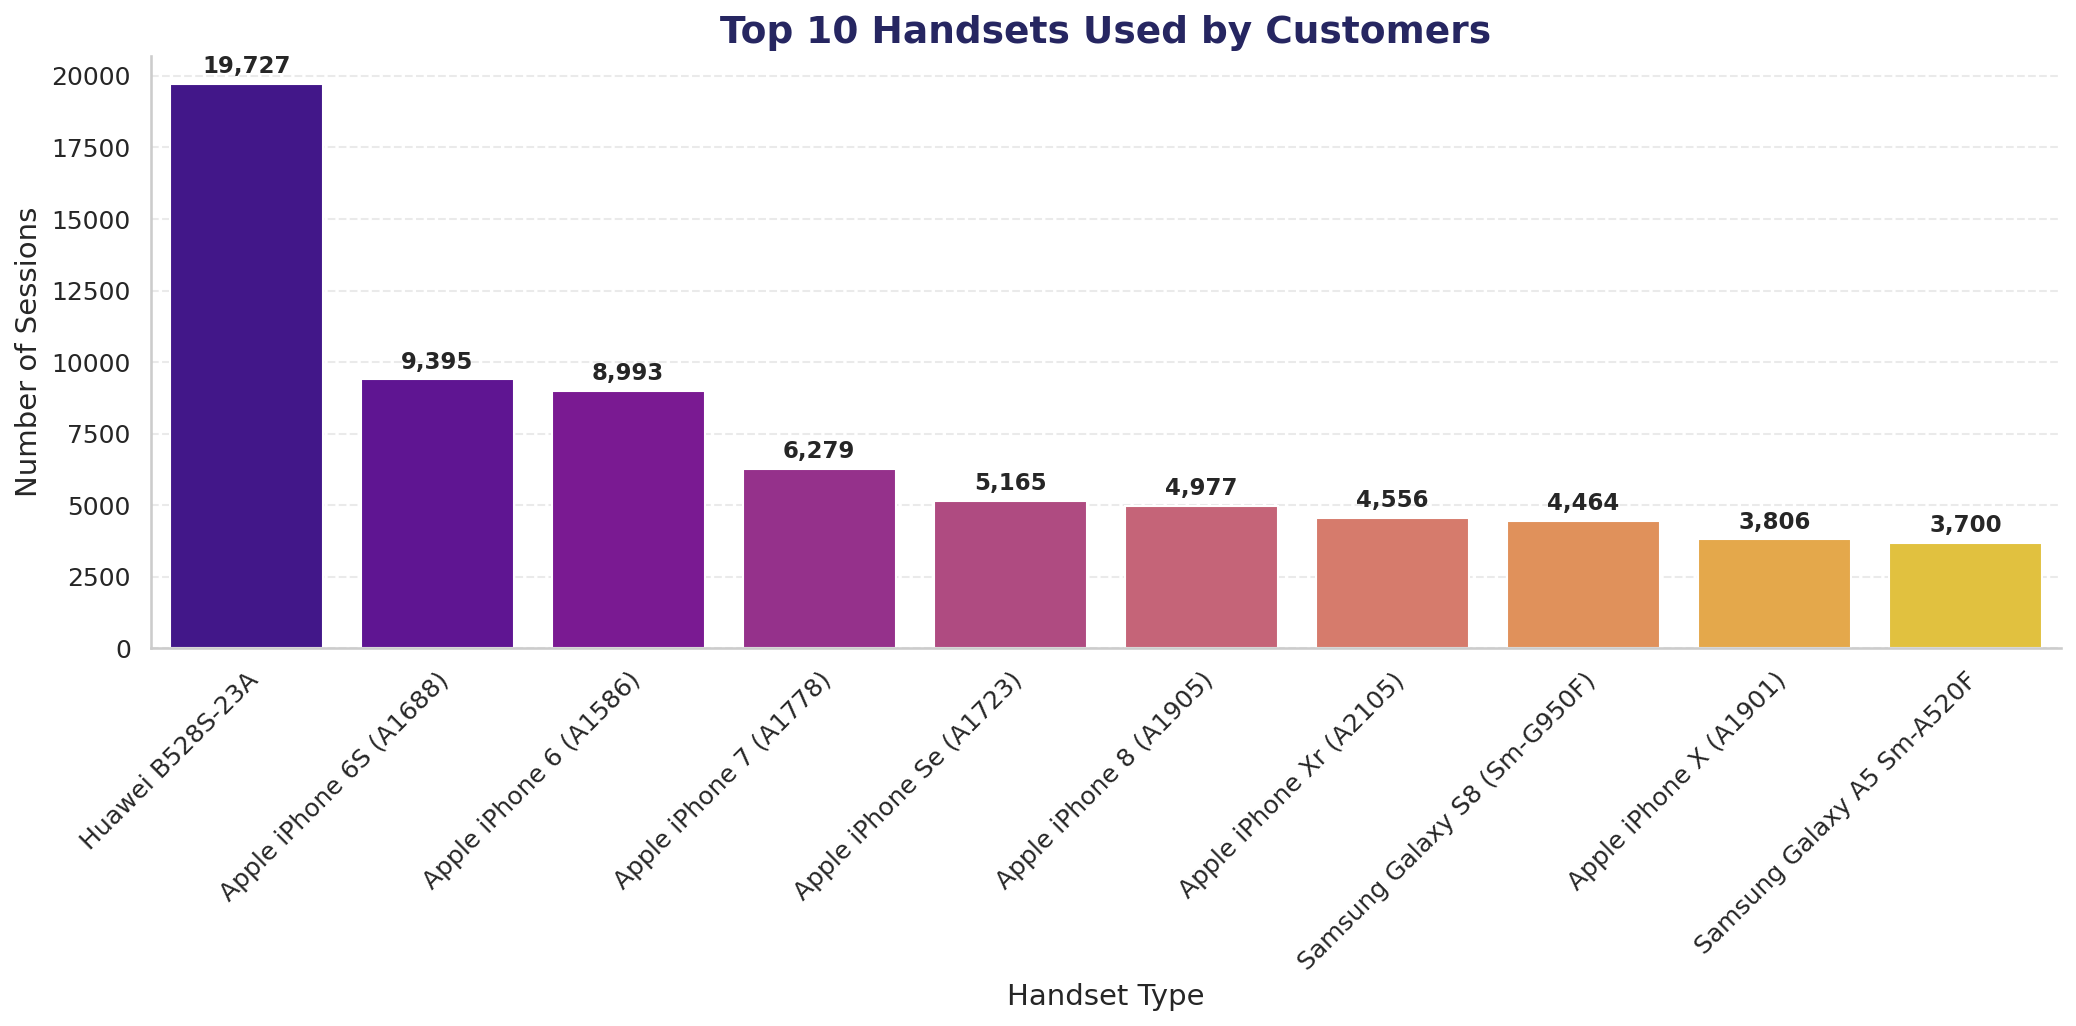 Top 10 Handsets Used by Customers
Number of Sessions
20000
17500
15000
12500
10000
7500
5000
2500
0
19,727
9,395
8,993
6,279
5,165
4,977
4,556
4,464
3,806
3,700
Huawei B528S-23A
Apple iPhone 6S (A1688)
Apple iPhone 6 (A1586)
Apple iPhone 7 (A1778)
Apple iPhone Se (A1723)
Apple iPhone 8 (A1905)
Apple iPhone Xr (A2105)
Samsung Galaxy S8 (Sm-G950F)
Apple iPhone X (A1901)
Samsung Galaxy A5 Sm-A520F
Handset Type